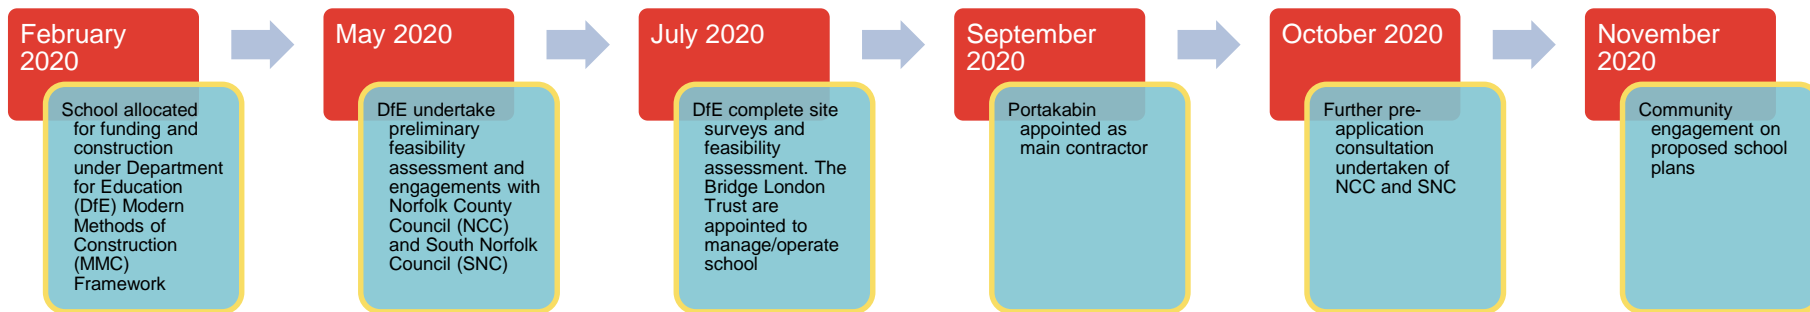 February
2020
School allocated
for funding and
construction
under Department
for Education
(DfE) Modern
Methods of
Construction
(MMC)
Framework
May 2020
DfE undertake
preliminary
feasibility
assessment and
engagements with
Norfolk County
Council (NCC)
and South Norfolk
Council (SNC)
July 2020
DfE complete site
surveys and
feasibility
assessment. The
Bridge London
Trust are
appointed to
manage/operate
school
September
2020
Portakabin
appointed as
main contractor
October 2020
Further pre-
application
consultation
undertaken of
NCC and SNC
November
2020
Community
engagement on
proposed school
plans